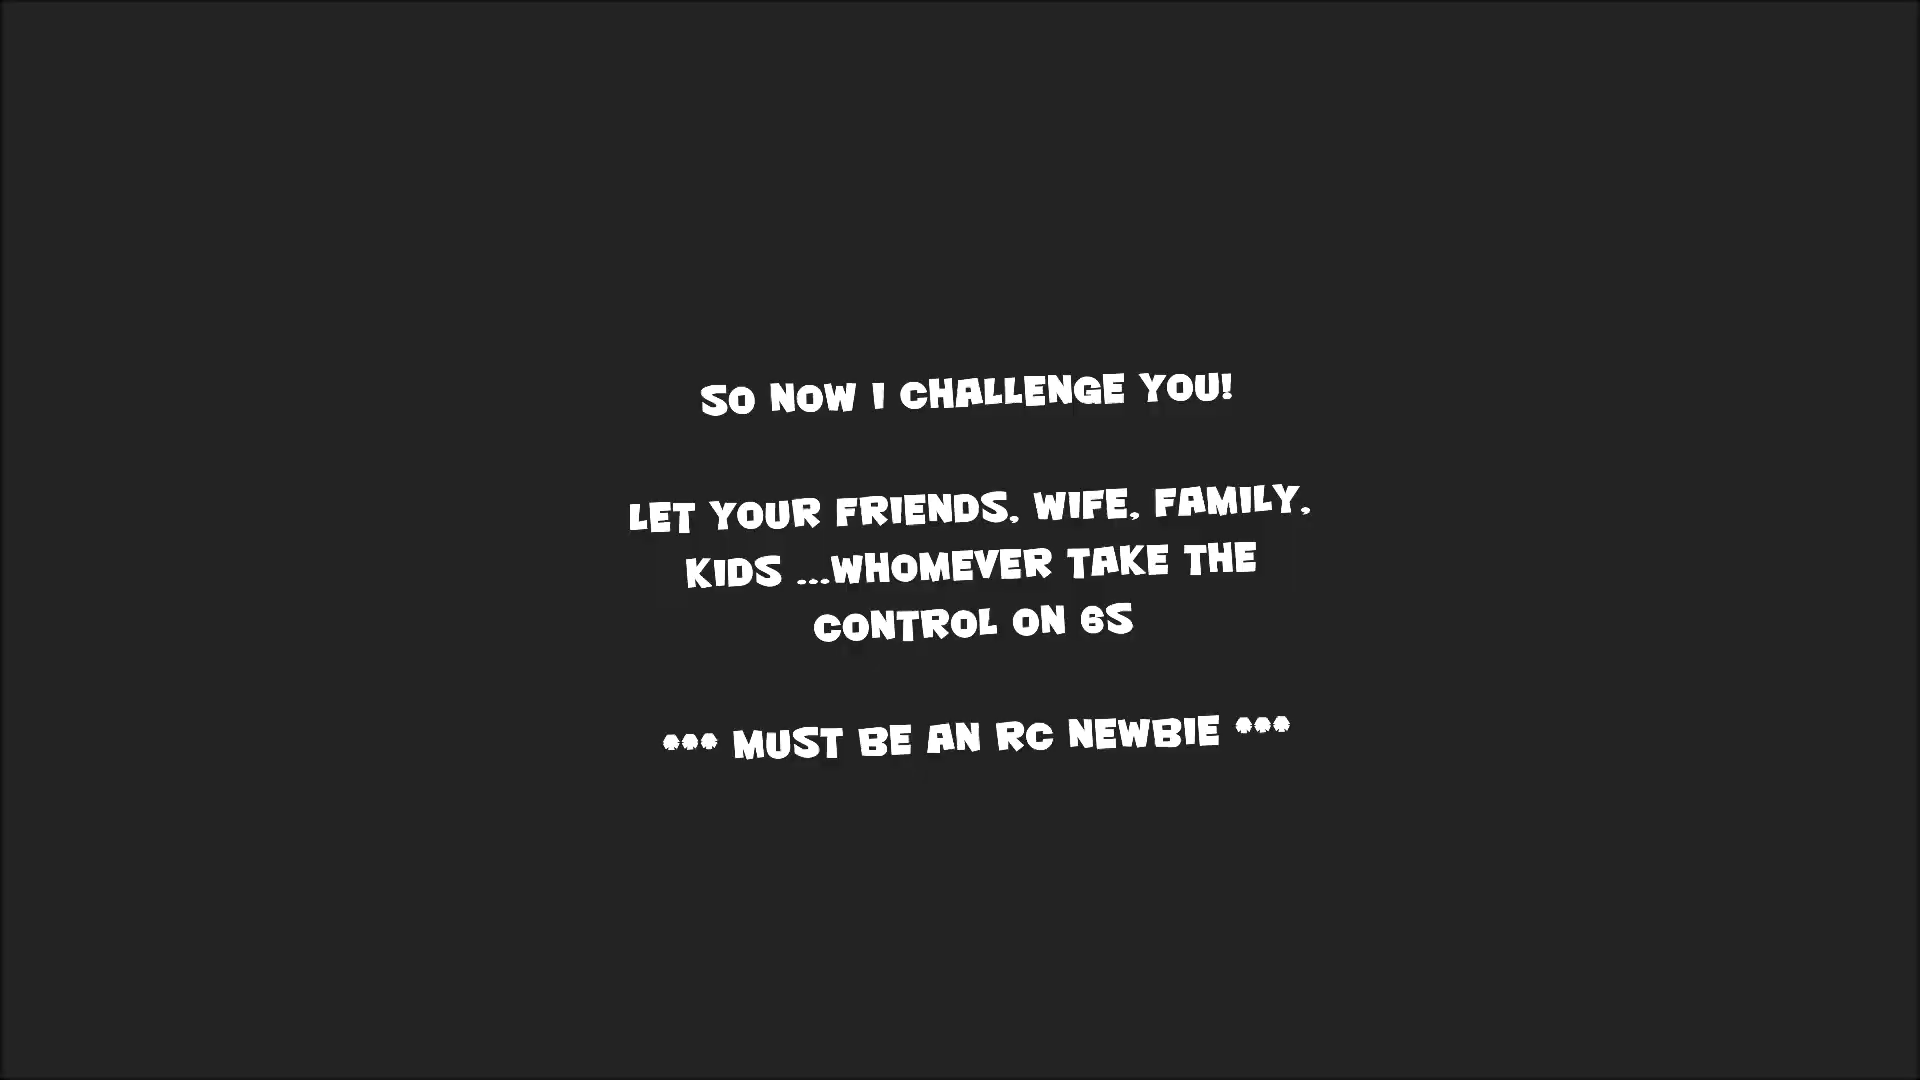 SO NOW I CHALLENGE YOU!
LET YOUR FRIENDS, WIFE, FAMILY,
KIDS ...WHOMEVER TAKE THE
CONTROL ON 6S
*** MUST BE AN RC NEWBIE ***